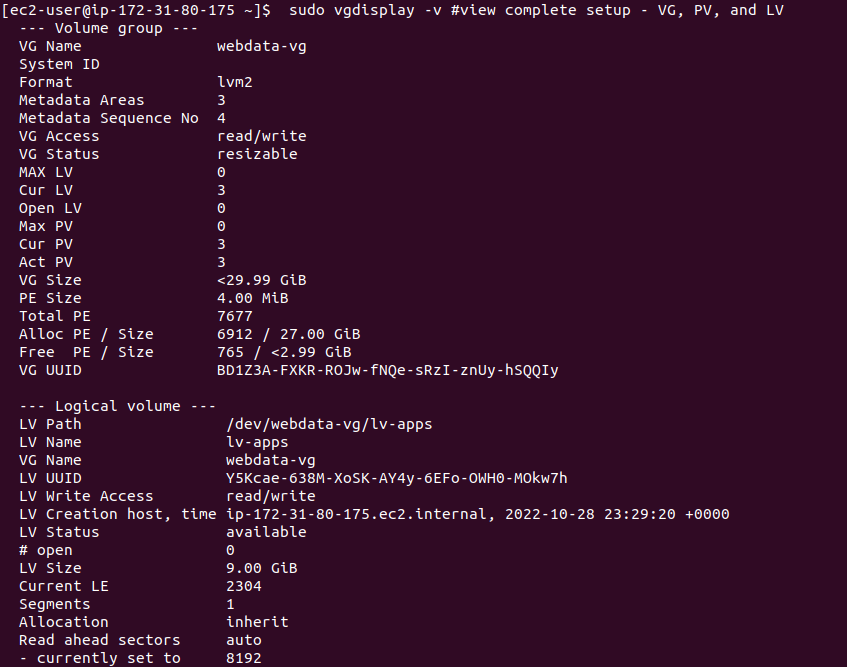 [ec2-user@ip-172-31-80-175 ~]$  sudo vgdisplay -v #view complete setup - VG, PV, and LV
  --- Volume group ---
  VG Name               webdata-vg
  System ID
  Format                lvm2
  Metadata Areas        3
  Metadata Sequence No  4
  VG Access             read/write
  VG Status             resizable
  MAX LV                0
  Cur LV                3
  Open LV               0
  Max PV                0
  Cur PV                3
  Act PV                3
  VG Size               <29.99 GiB
  PE Size               4.00 MiB
  Total PE              7677
  Alloc PE / Size       6912 / 27.00 GiB
  Free  PE / Size       765 / <2.99 GiB
  VG UUID               BD1Z3A-FXKR-ROJw-fNQe-sRzI-znUy-hSQQIy

  --- Logical volume ---
  LV Path                /dev/webdata-vg/lv-apps
  LV Name                lv-apps
  VG Name                webdata-vg
  LV UUID                Y5Kcae-638M-XoSK-AY4y-6EFo-OWH0-MOkw7h
  LV Write Access        read/write
  LV Creation host, time ip-172-31-80-175.ec2.internal, 2022-10-28 23:29:20 +0000
  LV Status              available
  # open                 0
  LV Size                9.00 GiB
  Current LE             2304
  Segments               1
  Allocation             inherit
  Read ahead sectors     auto
  - currently set to     8192